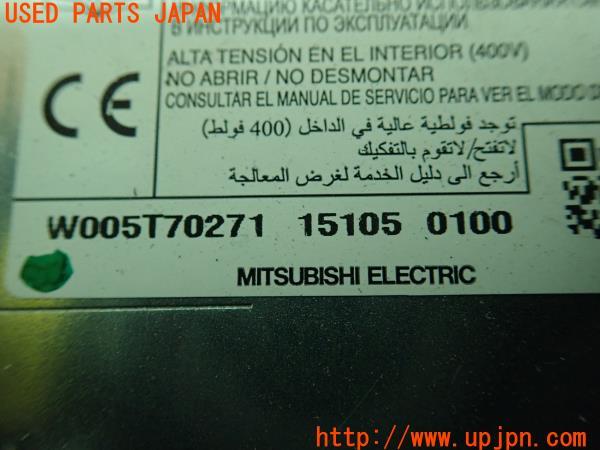 USED PARTS JAPAN
В ИНСТРУКЦИИ ПО ЭКСПЛУАТАЦИИ
ALTA TENSIÓN EN EL INTERIOR (400V)
NO ABRIR / NO DESMONTAR
CONSULTAR EL MANUAL DE SERVICIO PARA VER EL MODO
CE
توجد فولطية عالية في الداخل (400 فولط)
لاتفتح/لاتقوم بالتفكيك
أرجع الى دليل الخدمة لغرض المعالجة
W005T70271 15105 0100
MITSUBISHI ELECTRIC
http://www.upjpn.com/